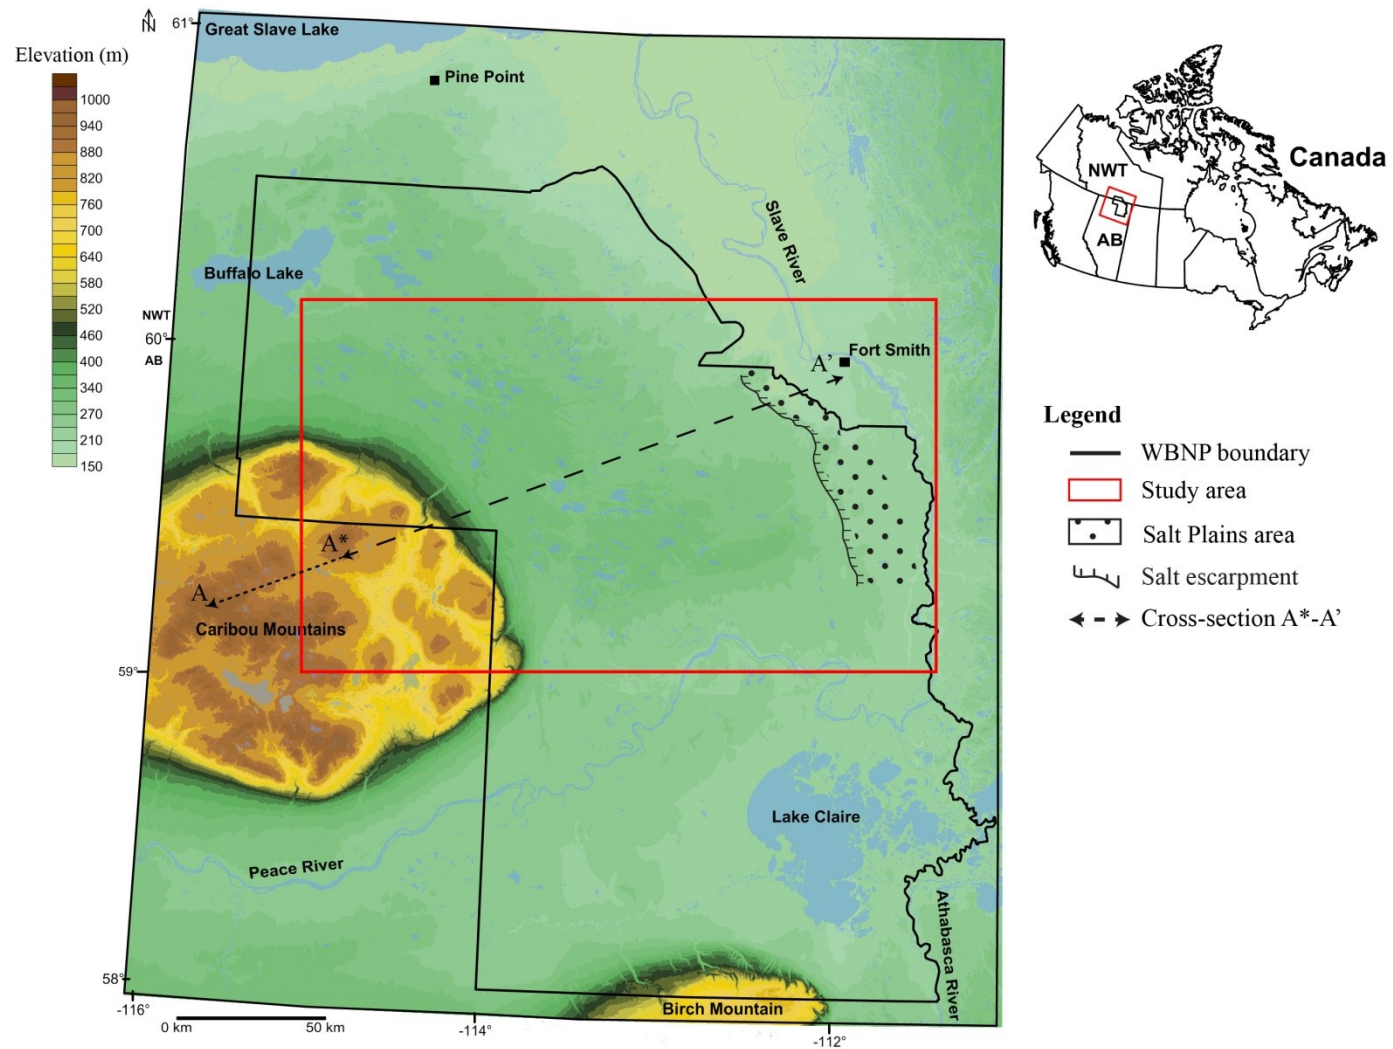 Elevation (m)
1000
940
880
820
760
700
640
580
520
460
400
340
270
210
150
N
61°
Great Slave Lake
Pine Point
Slave River
Buffalo Lake
NWT
60°
AB
Fort Smith
A'
A*
A
Caribou Mountains
59°
Lake Claire
Peace River
Athabasca River
58°
Birch Mountain
-116°
-114°
-112°
0 km
50 km
Canada
NWT
AB
Legend
WBNP boundary
Study area
Salt Plains area
Salt escarpment
Cross-section A*-A'